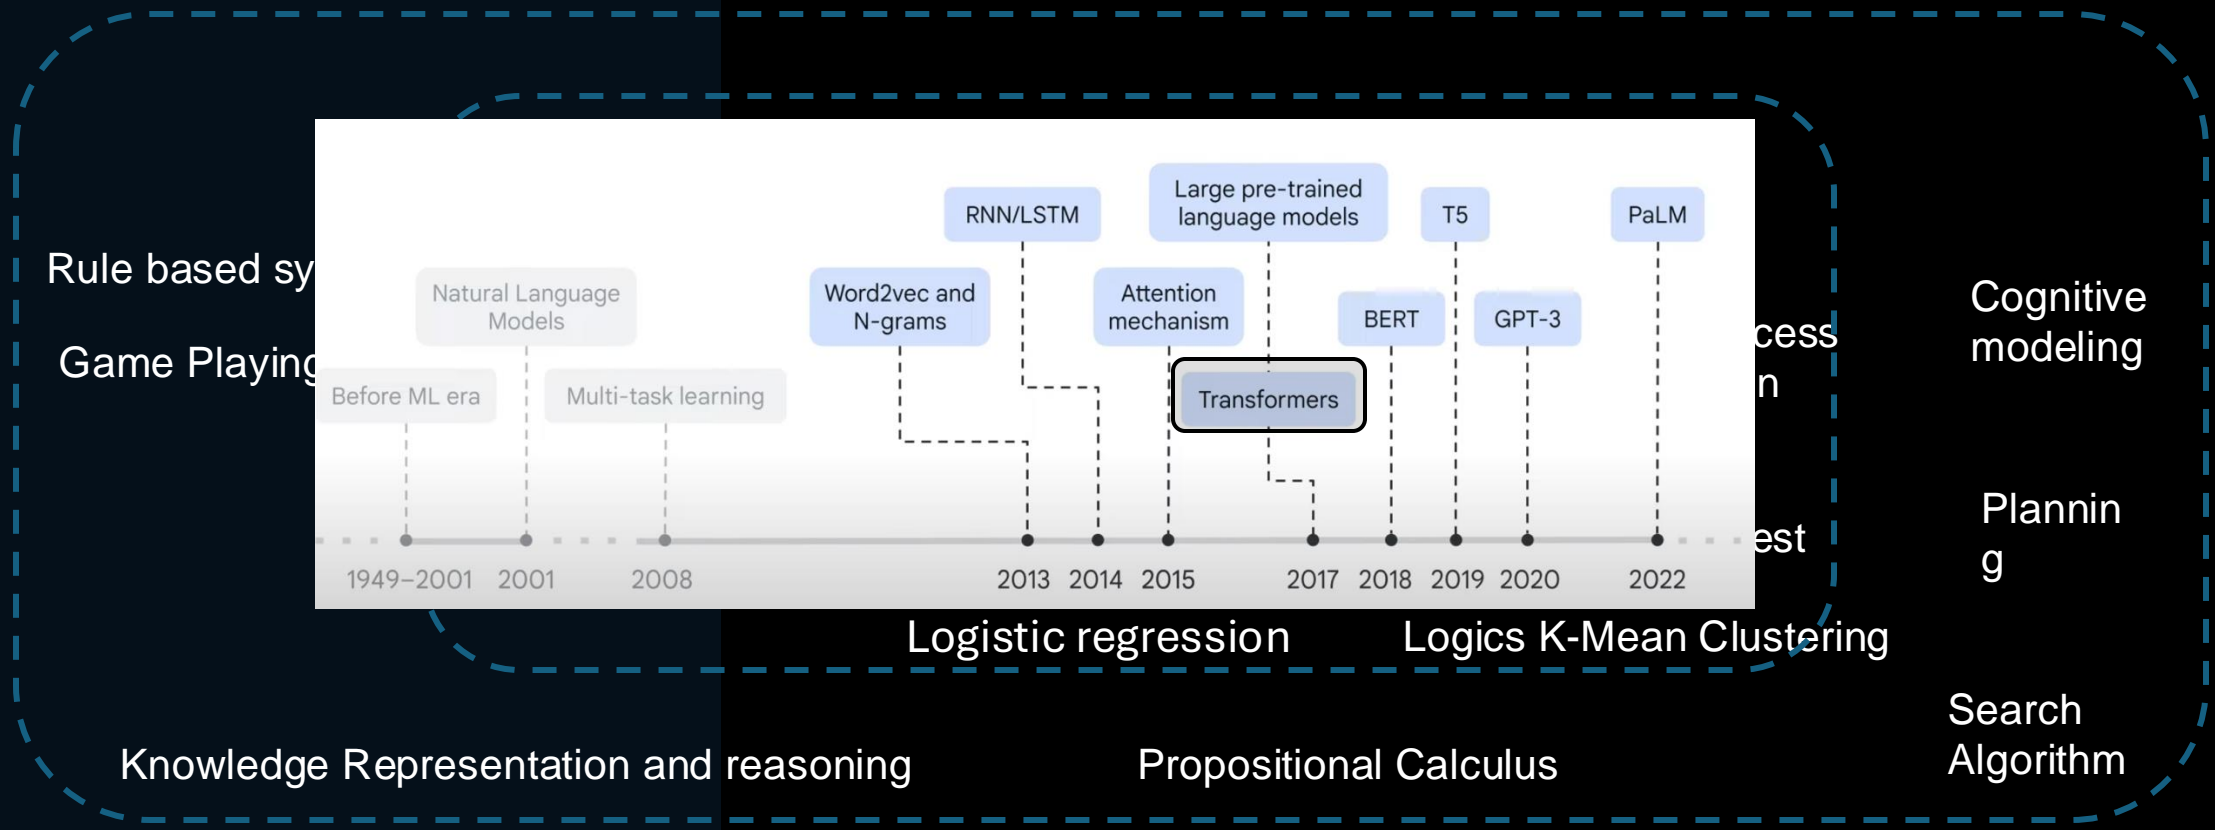 Large pre-trained
language models
RNN/LSTM
T5
PaLM
Rule based sy
Natural Language
Models
Word2vec and
N-grams
Attention
mechanism
BERT
GPT-3
Cognitive
modeling
cess
n
Game Playing
Before ML era
Multi-task learning
Transformers
Plannin
g
est
1949–2001
2001
2008
2013
2014
2015
2017
2018
2019
2020
2022
Logistic regression
Logics K-Mean Clustering
Search
Algorithm
Knowledge Representation and reasoning
Propositional Calculus